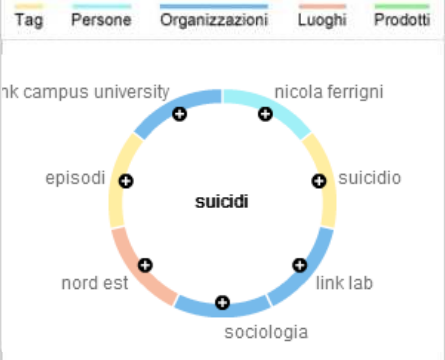 Tag Persone Organizzazioni Luoghi Prodotti
nk campus university nicola ferrigni
episodi suicidio
suicidi
nord est link lab
sociologia